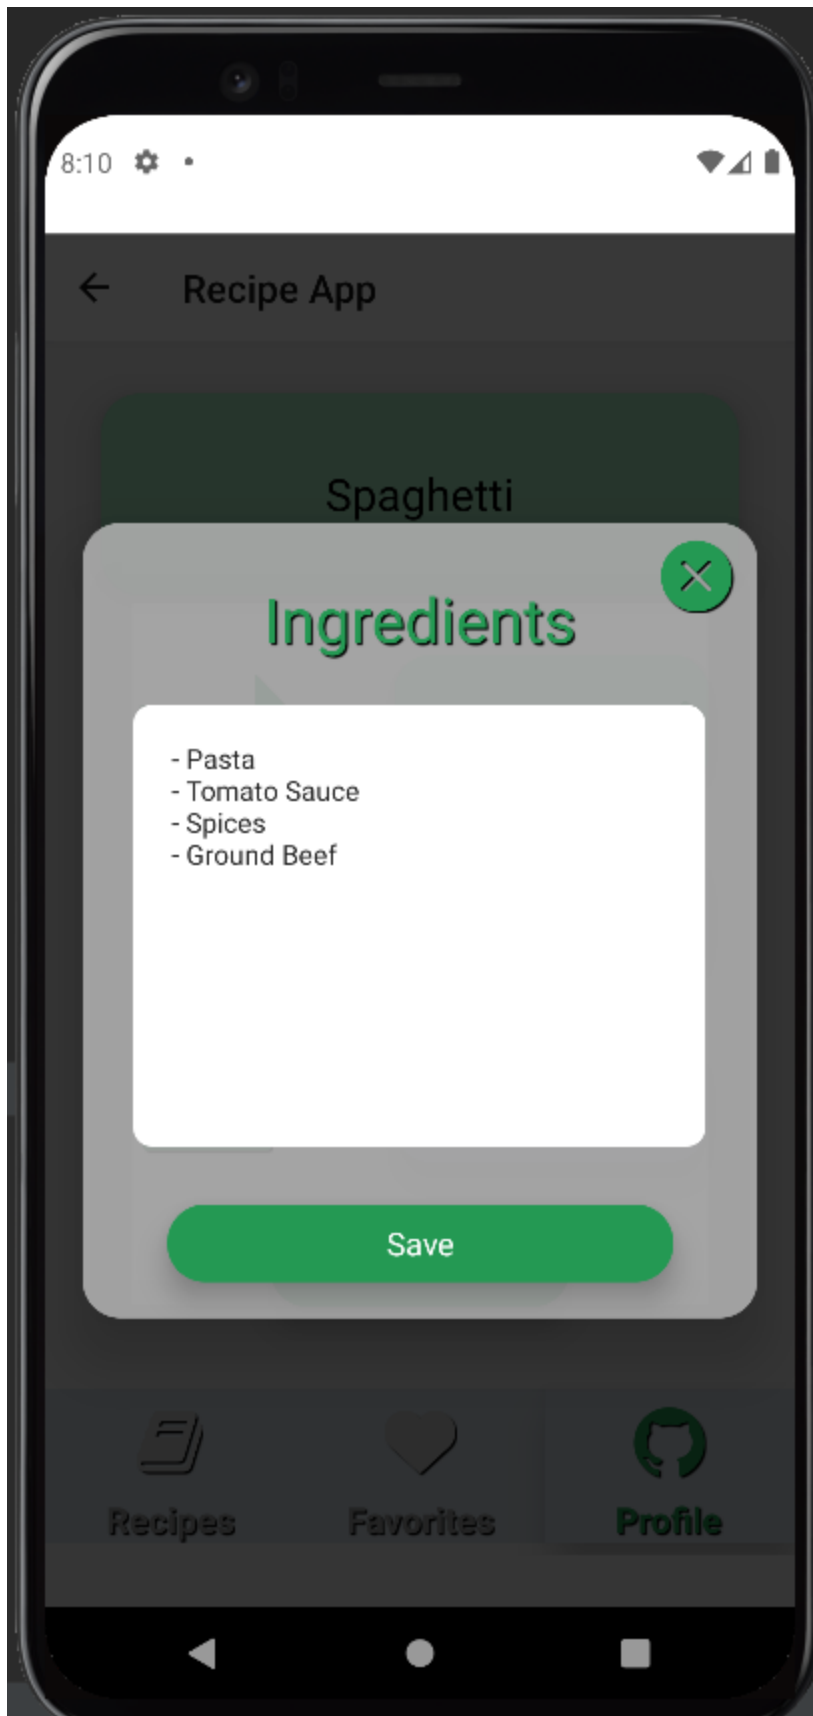 8:10
Recipe App
Spaghetti
Ingredients
- Pasta
- Tomato Sauce
- Spices
- Ground Beef
Save
Recipes
Favorites
Profile